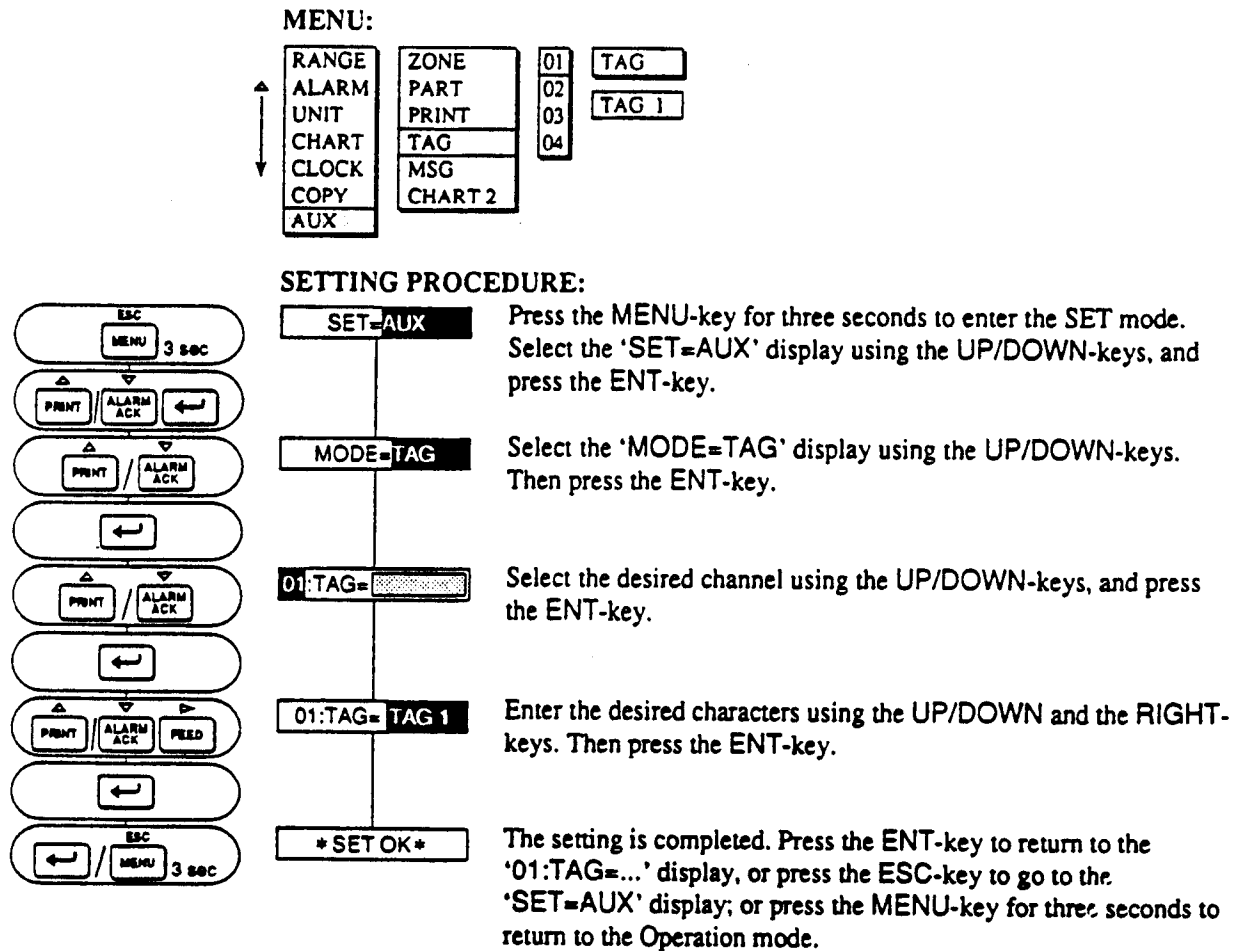 MENU:
RANGE ZONE 01 TAG
ALARM PART 02
UNIT PRINT 03 TAG 1
CHART TAG 04
CLOCK MSG
COPY CHART 2
AUX
SETTING PROCEDURE:
ESC
MENU 3 sec
SET=AUX
Press the MENU-key for three seconds to enter the SET mode.
Select the ‘SET=AUX’ display using the UP/DOWN-keys, and
press the ENT-key.
PRINT / ALARM ACK
MODE=TAG
Select the ‘MODE=TAG’ display using the UP/DOWN-keys.
Then press the ENT-key.
PRINT / ALARM ACK
01:TAG=
Select the desired channel using the UP/DOWN-keys, and press
the ENT-key.
PRINT / ALARM ACK
01:TAG= TAG 1
Enter the desired characters using the UP/DOWN and the RIGHT-
keys. Then press the ENT-key.
PRINT / ALARM ACK FEED
*SET OK*
The setting is completed. Press the ENT-key to return to the
‘01:TAG=...’ display, or press the ESC-key to go to the
‘SET=AUX’ display; or press the MENU-key for three seconds to
return to the Operation mode.
ESC
/ MENU 3 sec